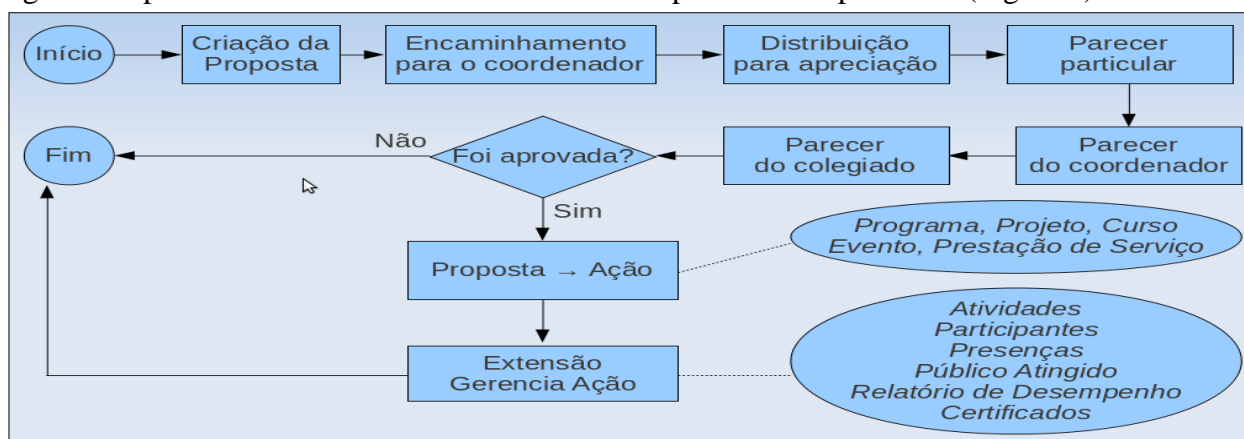 Início
Criação da
Proposta
Encaminhamento
para o coordenador
Distribuição
para apreciação
Parecer
particular
Fim
Não
Foi aprovada?
Parecer
do colegiado
Parecer
do coordenador
Sim
Programa, Projeto, Curso
Evento, Prestação de Serviço
Proposta → Ação
Atividades
Participantes
Presenças
Público Atingido
Relatório de Desempenho
Certificados
Extensão
Gerencia Ação